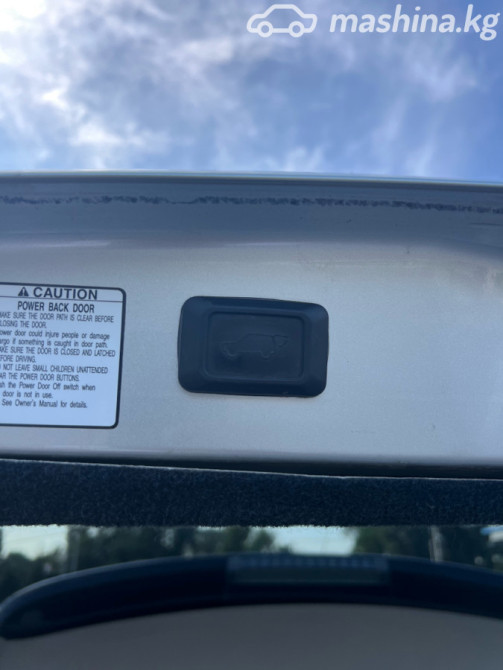 mashina.kg
CAUTION
POWER BACK DOOR
MAKE SURE THE DOOR PATH IS CLEAR BEFORE
CLOSING THE DOOR.
Power door could injure people or damage
cargo if something is caught in door path.
MAKE SURE THE DOOR IS CLOSED AND LATCHED
BEFORE DRIVING.
DO NOT LEAVE SMALL CHILDREN UNATTENDED
NEAR THE POWER DOOR BUTTONS.
Push the Power Door Off switch when
door is not in use.
See Owner's Manual for details.